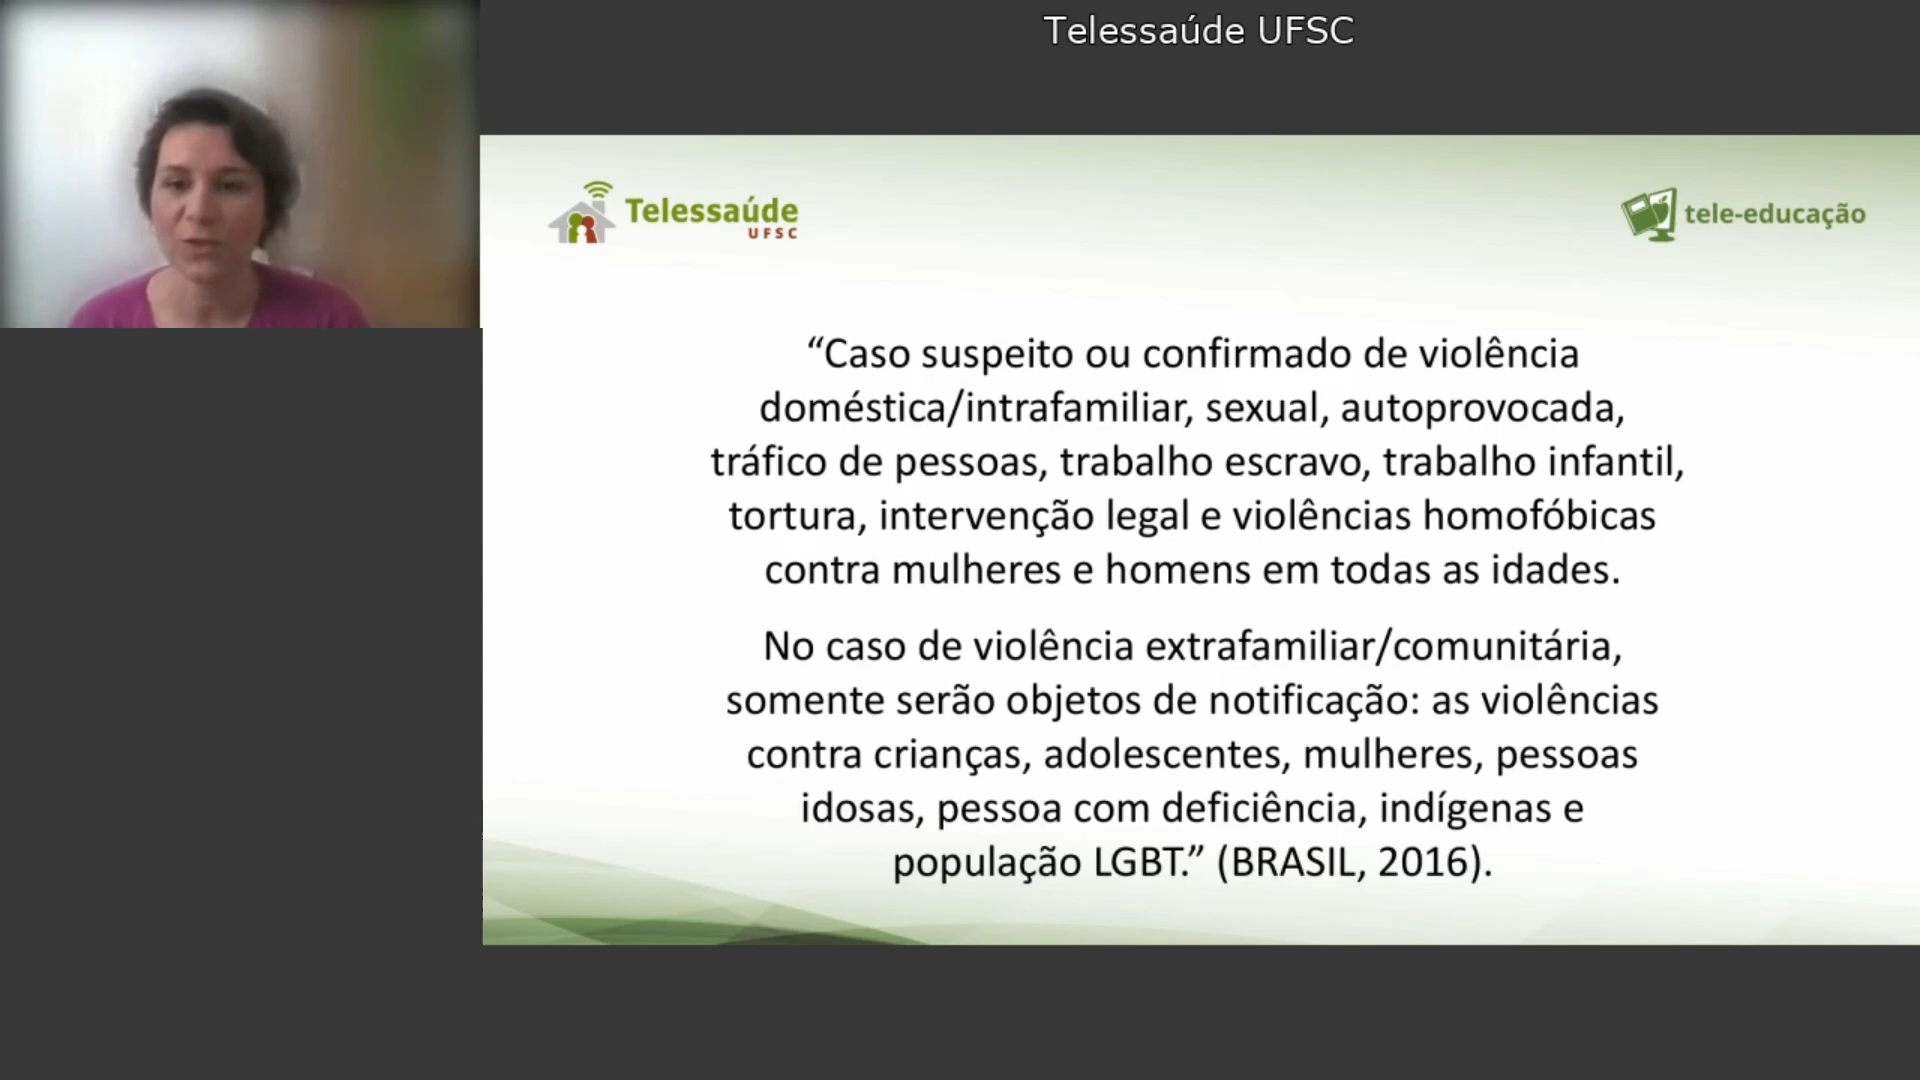 Telessaúde UFSC
Telessaúde
UFSC
tele-educação
“Caso suspeito ou confirmado de violência
doméstica/intrafamiliar, sexual, autoprovocada,
tráfico de pessoas, trabalho escravo, trabalho infantil,
tortura, intervenção legal e violências homofóbicas
contra mulheres e homens em todas as idades.
No caso de violência extrafamiliar/comunitária,
somente serão objetos de notificação: as violências
contra crianças, adolescentes, mulheres, pessoas
idosas, pessoa com deficiência, indígenas e
população LGBT.” (BRASIL, 2016).